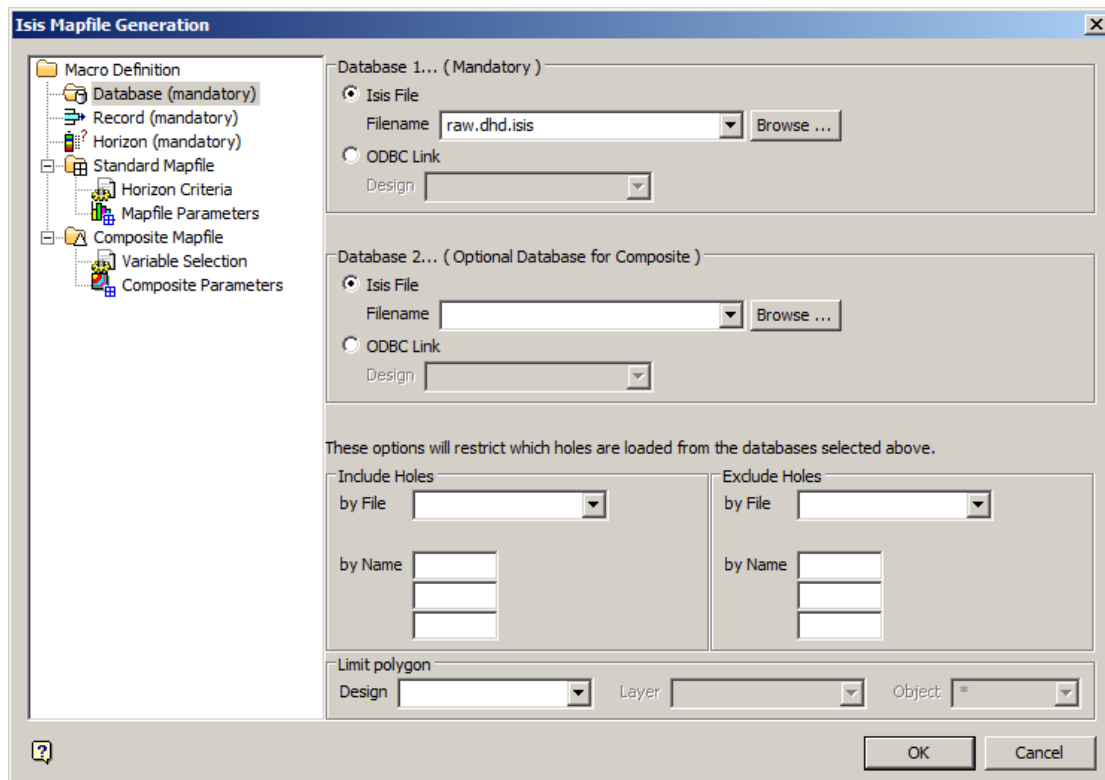 Isis Mapfile Generation
Macro Definition
Database (mandatory)
Record (mandatory)
Horizon (mandatory)
Standard Mapfile
Horizon Criteria
Mapfile Parameters
Composite Mapfile
Variable Selection
Composite Parameters
Database 1... ( Mandatory )
Isis File
Filename raw.dhd.isis Browse ...
ODBC Link
Design
Database 2... ( Optional Database for Composite )
Isis File
Filename Browse ...
ODBC Link
Design
These options will restrict which holes are loaded from the databases selected above.
Include Holes
by File
by Name
Exclude Holes
by File
by Name
Limit polygon
Design Layer Object *
OK Cancel